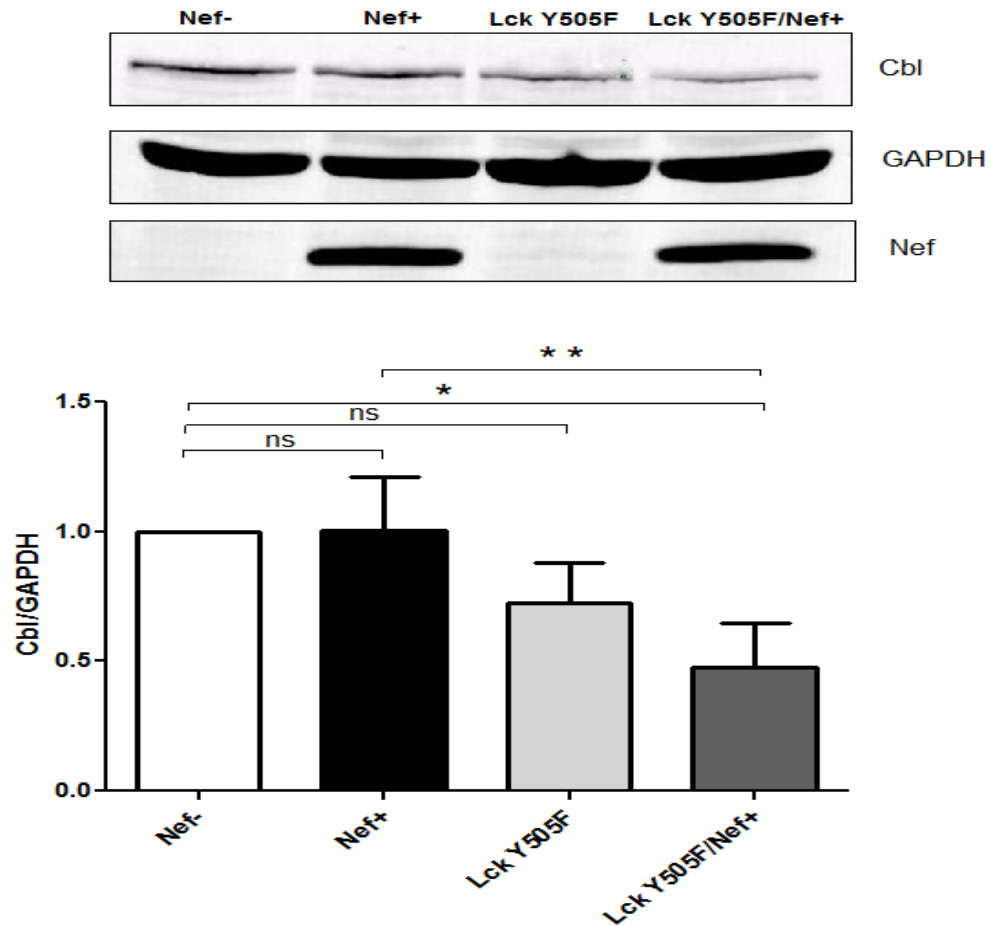 Nef- Nef+ Lck Y505F Lck Y505F/Nef+
Cbl
GAPDH
Nef
* *
*
ns
ns
1.5
1.0
0.5
0.0
Cbl/GAPDH
Nef- Nef+ Lck Y505F Lck Y505F/Nef+